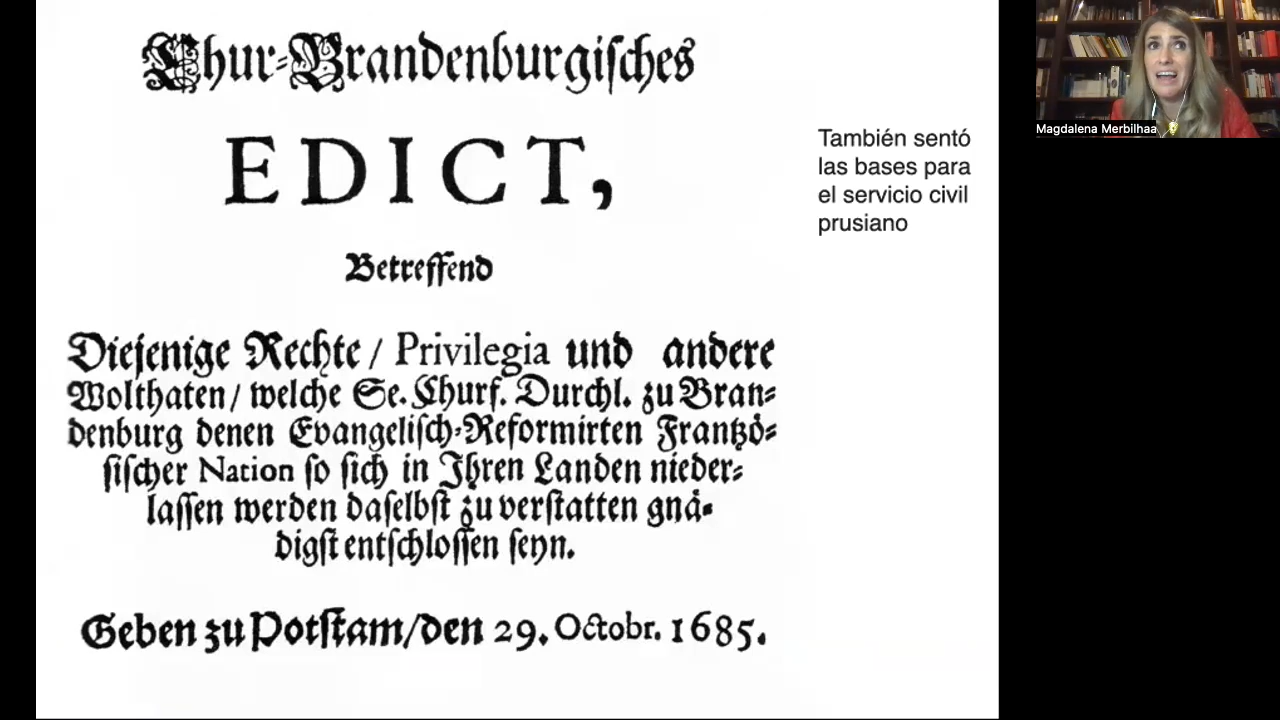 Chur-Brandenburgisches
EDICT,
Betreffend
Diejenige Rechte / Privilegia und andere
Wolthaten / welche Se. Churf. Durchl. zu Bran-
denburg denen Evangelisch-Reformirten Frantzö-
sischer Nation so sich in Ihren Landen nieder-
lassen werden daselbst zu verstatten gnä-
digst entschlossen seyn.
Geben zu Potstam / den 29. Octobr. 1685.
También sentó
las bases para
el servicio civil
prusiano
Magdalena Merbilhaa